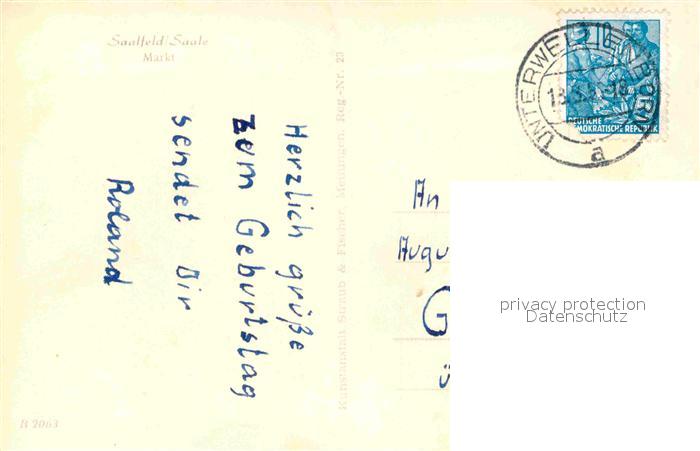 Saalfeld/Saale
Markt
Herzlich grüße
zum Geburtstag
sendet Dir
Roland
Kunstanstalt Straub & Fischer, Meiningen, Reg.-Nr. 23
B 2063
UNTERWELLENBORN
a
10
DEUTSCHE
DEMOKRATISCHE REPUBLIK
An
Augu
G
ü
privacy protection
Datenschutz